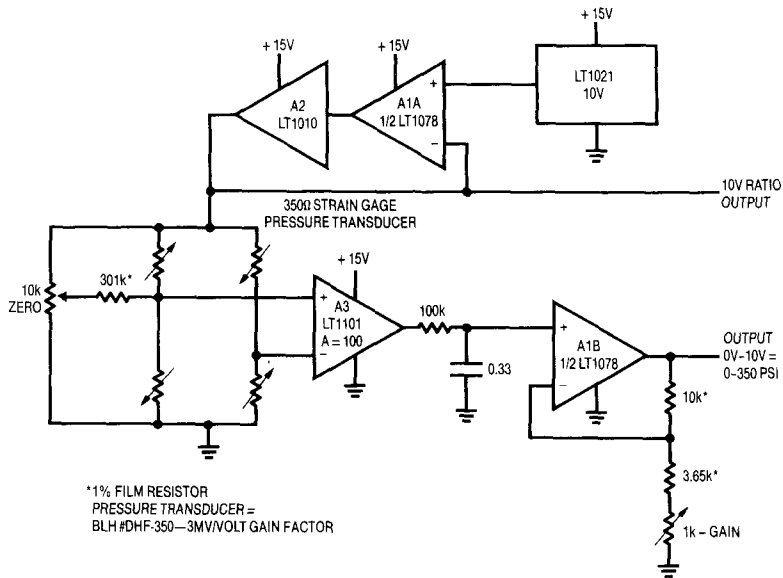 + 15V
+ 15V
+ 15V
A2
LT1010
A1A
1/2 LT1078
+
−
LT1021
10V
350Ω STRAIN GAGE
PRESSURE TRANSDUCER
10V RATIO
OUTPUT
10k
ZERO
301k*
+ 15V
+
A3
LT1101
A = 100
−
100k
0.33
+
A1B
1/2 LT1078
−
OUTPUT
0V–10V =
0–350 PSI
10k*
3.65k*
1k – GAIN
*1% FILM RESISTOR
PRESSURE TRANSDUCER =
BLH #DHF-350—3MV/VOLT GAIN FACTOR